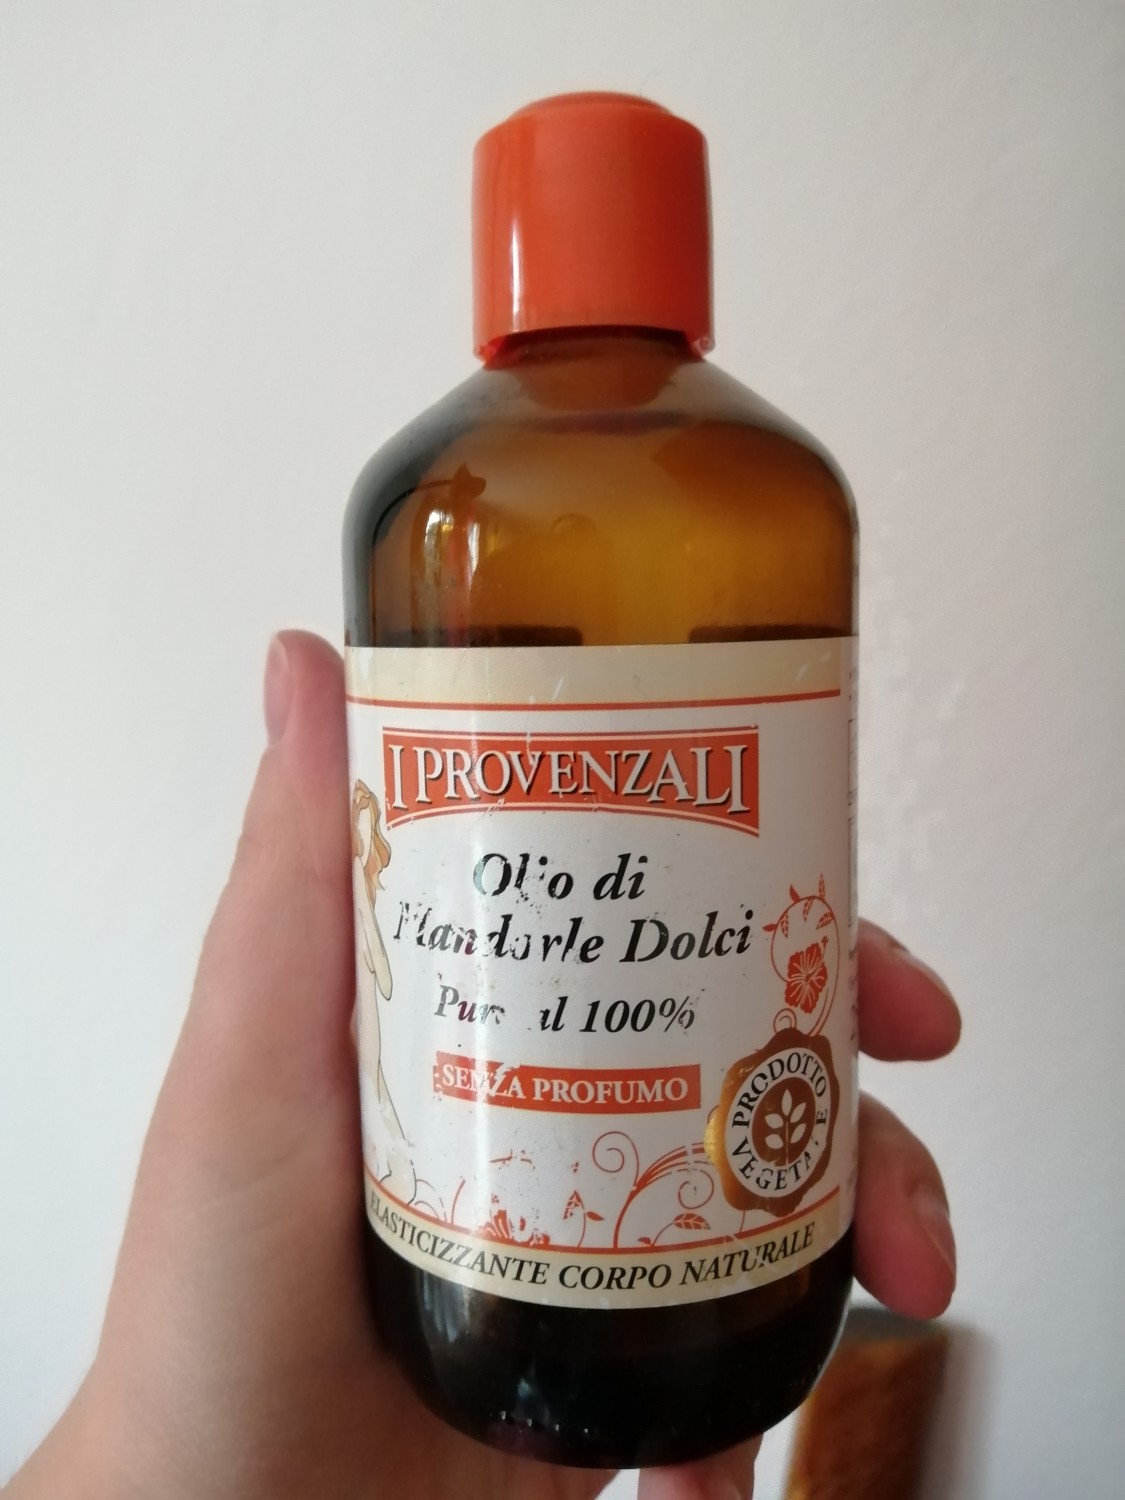 I PROVENZALI
Olio di
Mandorle Dolci
Puro al 100%
SENZA PROFUMO
PRODOTTO
VEGETALE
ELASTICIZZANTE CORPO NATURALE